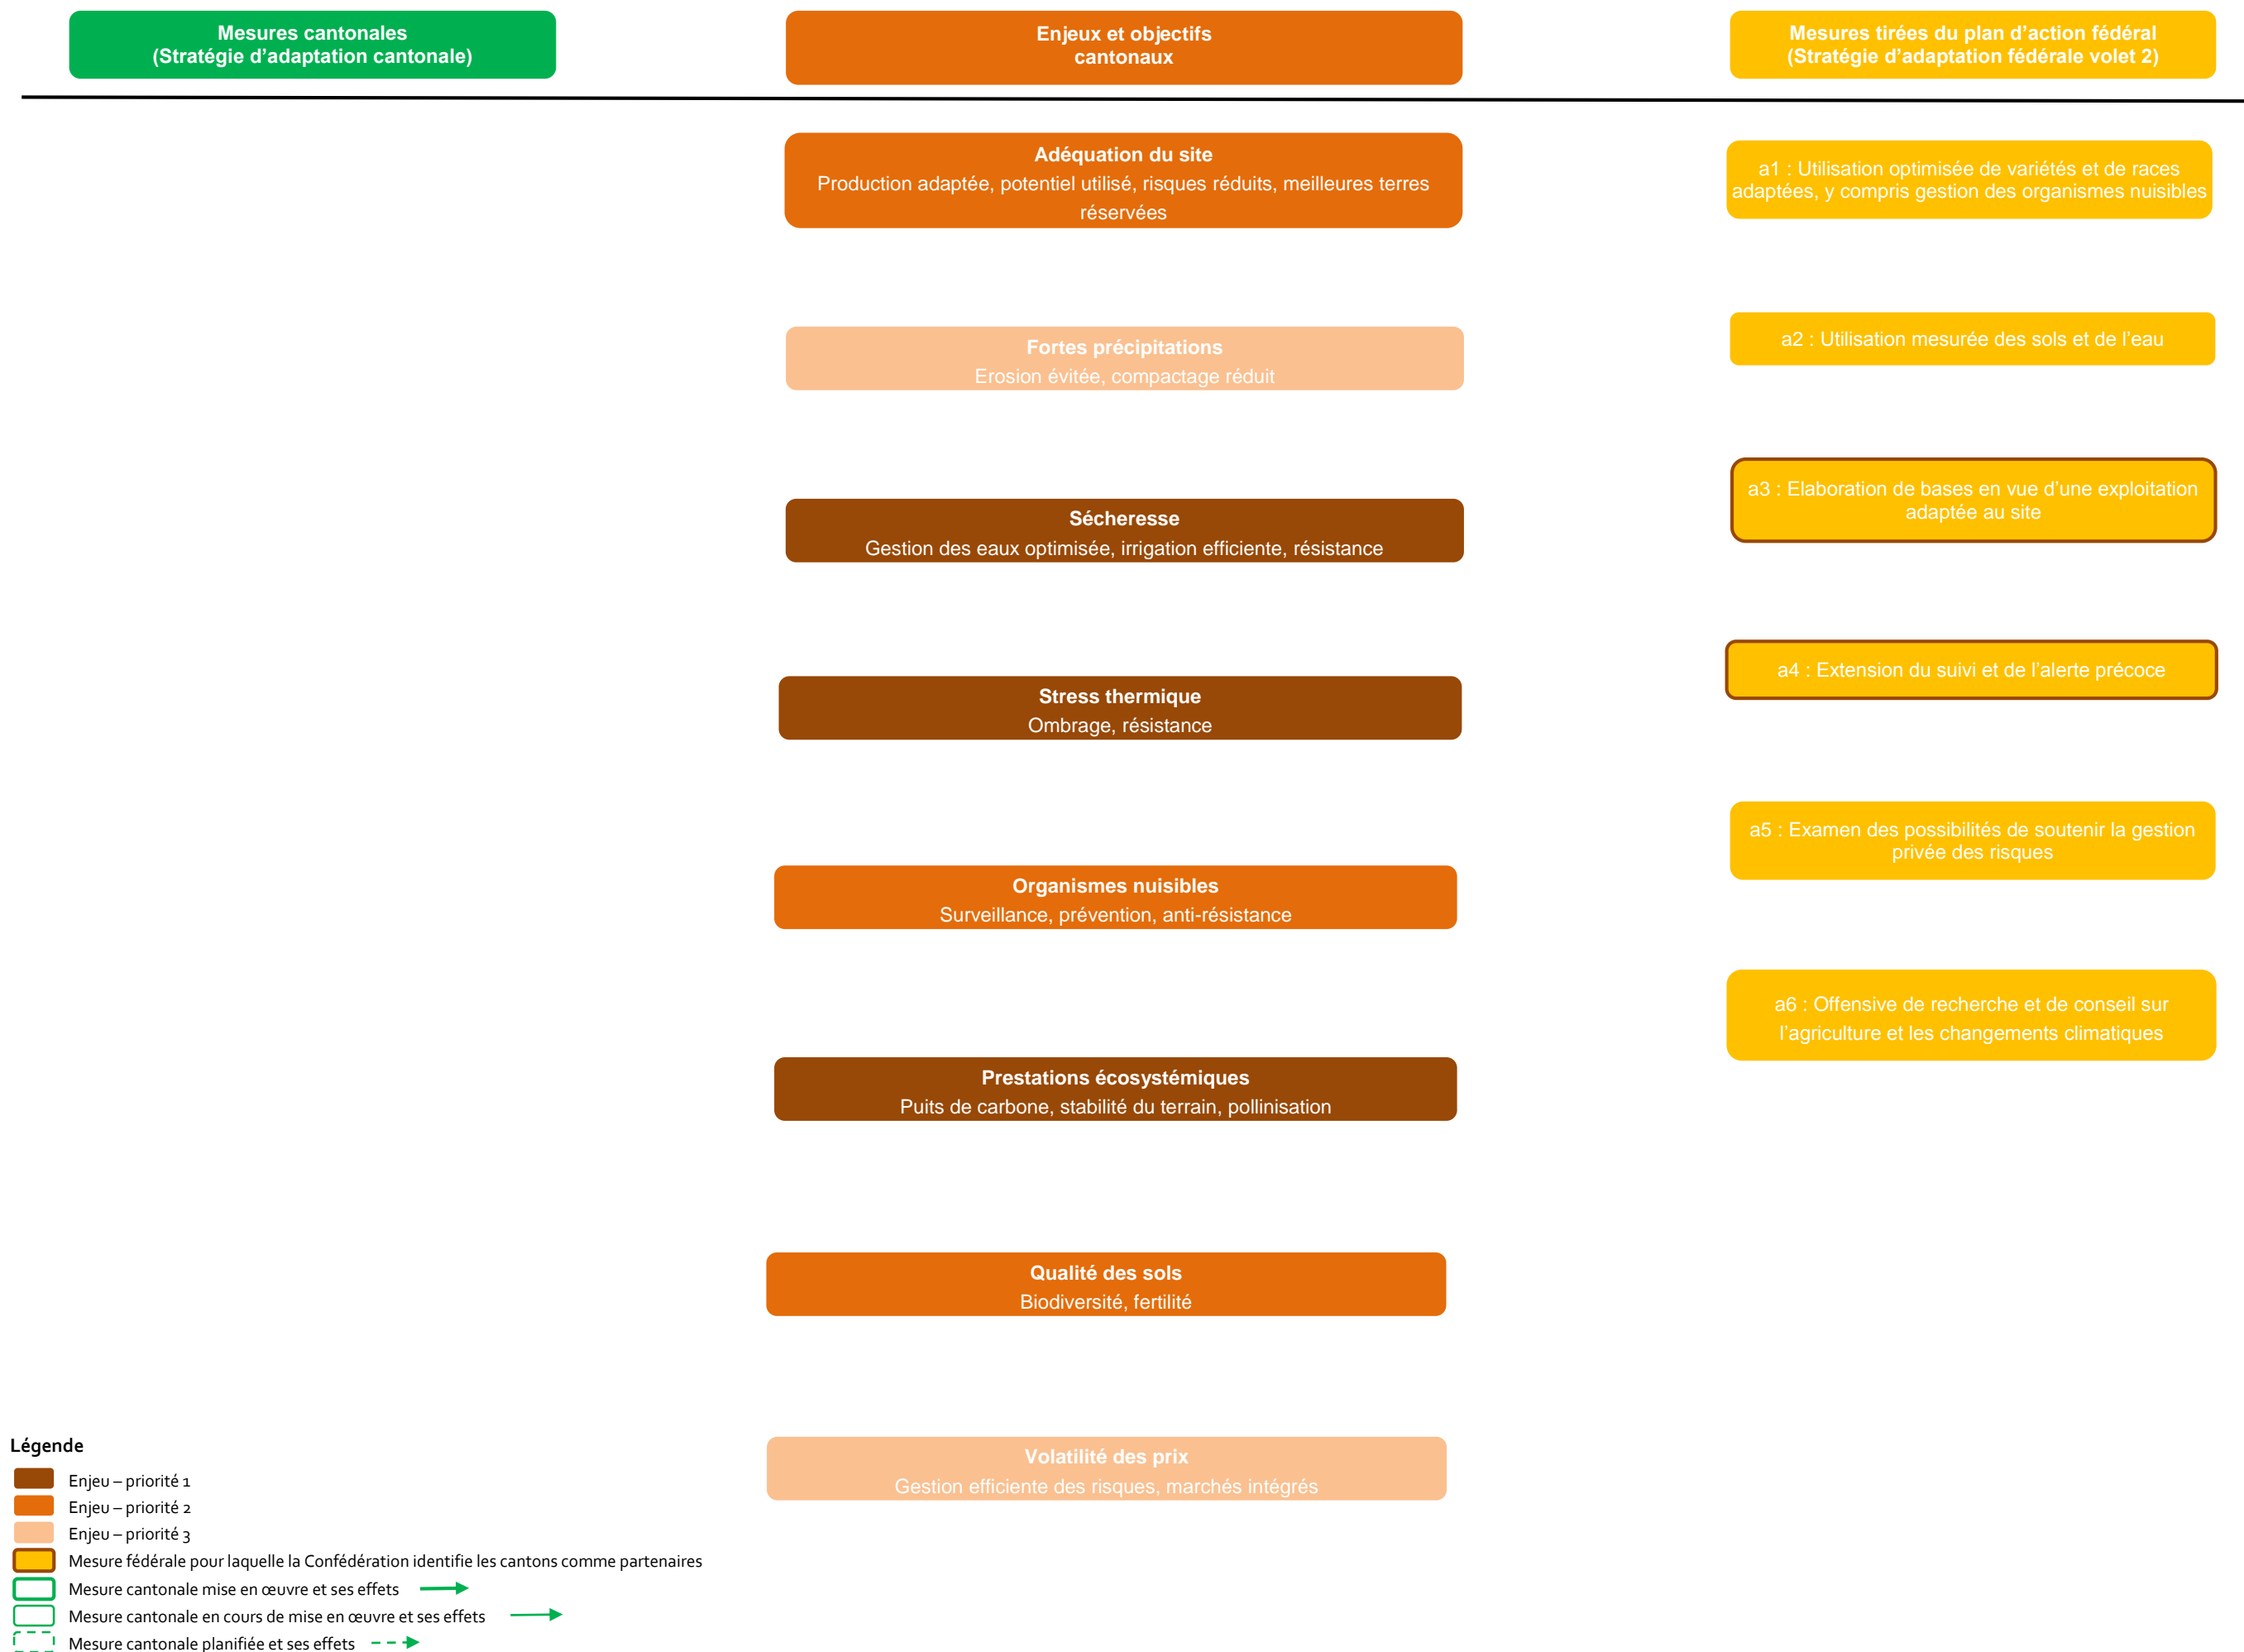 Mesures cantonales
(Stratégie d'adaptation cantonale)
Enjeux et objectifs
cantonaux
Mesures tirées du plan d'action fédéral
(Stratégie d'adaptation fédérale volet 2)
Adéquation du site
Production adaptée, potentiel utilisé, risques réduits, meilleures terres
réservées
Fortes précipitations
Erosion évitée, compactage réduit
Sécheresse
Gestion des eaux optimisée, irrigation efficiente, résistance
Stress thermique
Ombrage, résistance
Organismes nuisibles
Surveillance, prévention, anti-résistance
Prestations écosystémiques
Puits de carbone, stabilité du terrain, pollinisation
Qualité des sols
Biodiversité, fertilité
Volatilité des prix
Gestion efficiente des risques, marchés intégrés
a1 : Utilisation optimisée de variétés et de races
adaptées, y compris gestion des organismes nuisibles
a2 : Utilisation mesurée des sols et de l'eau
a3 : Elaboration de bases en vue d'une exploitation
adaptée au site
a4 : Extension du suivi et de l'alerte précoce
a5 : Examen des possibilités de soutenir la gestion
privée des risques
a6 : Offensive de recherche et de conseil sur
l'agriculture et les changements climatiques
Légende
Enjeu – priorité 1
Enjeu – priorité 2
Enjeu – priorité 3
Mesure fédérale pour laquelle la Confédération identifie les cantons comme partenaires
Mesure cantonale mise en œuvre et ses effets
Mesure cantonale en cours de mise en œuvre et ses effets
Mesure cantonale planifiée et ses effets